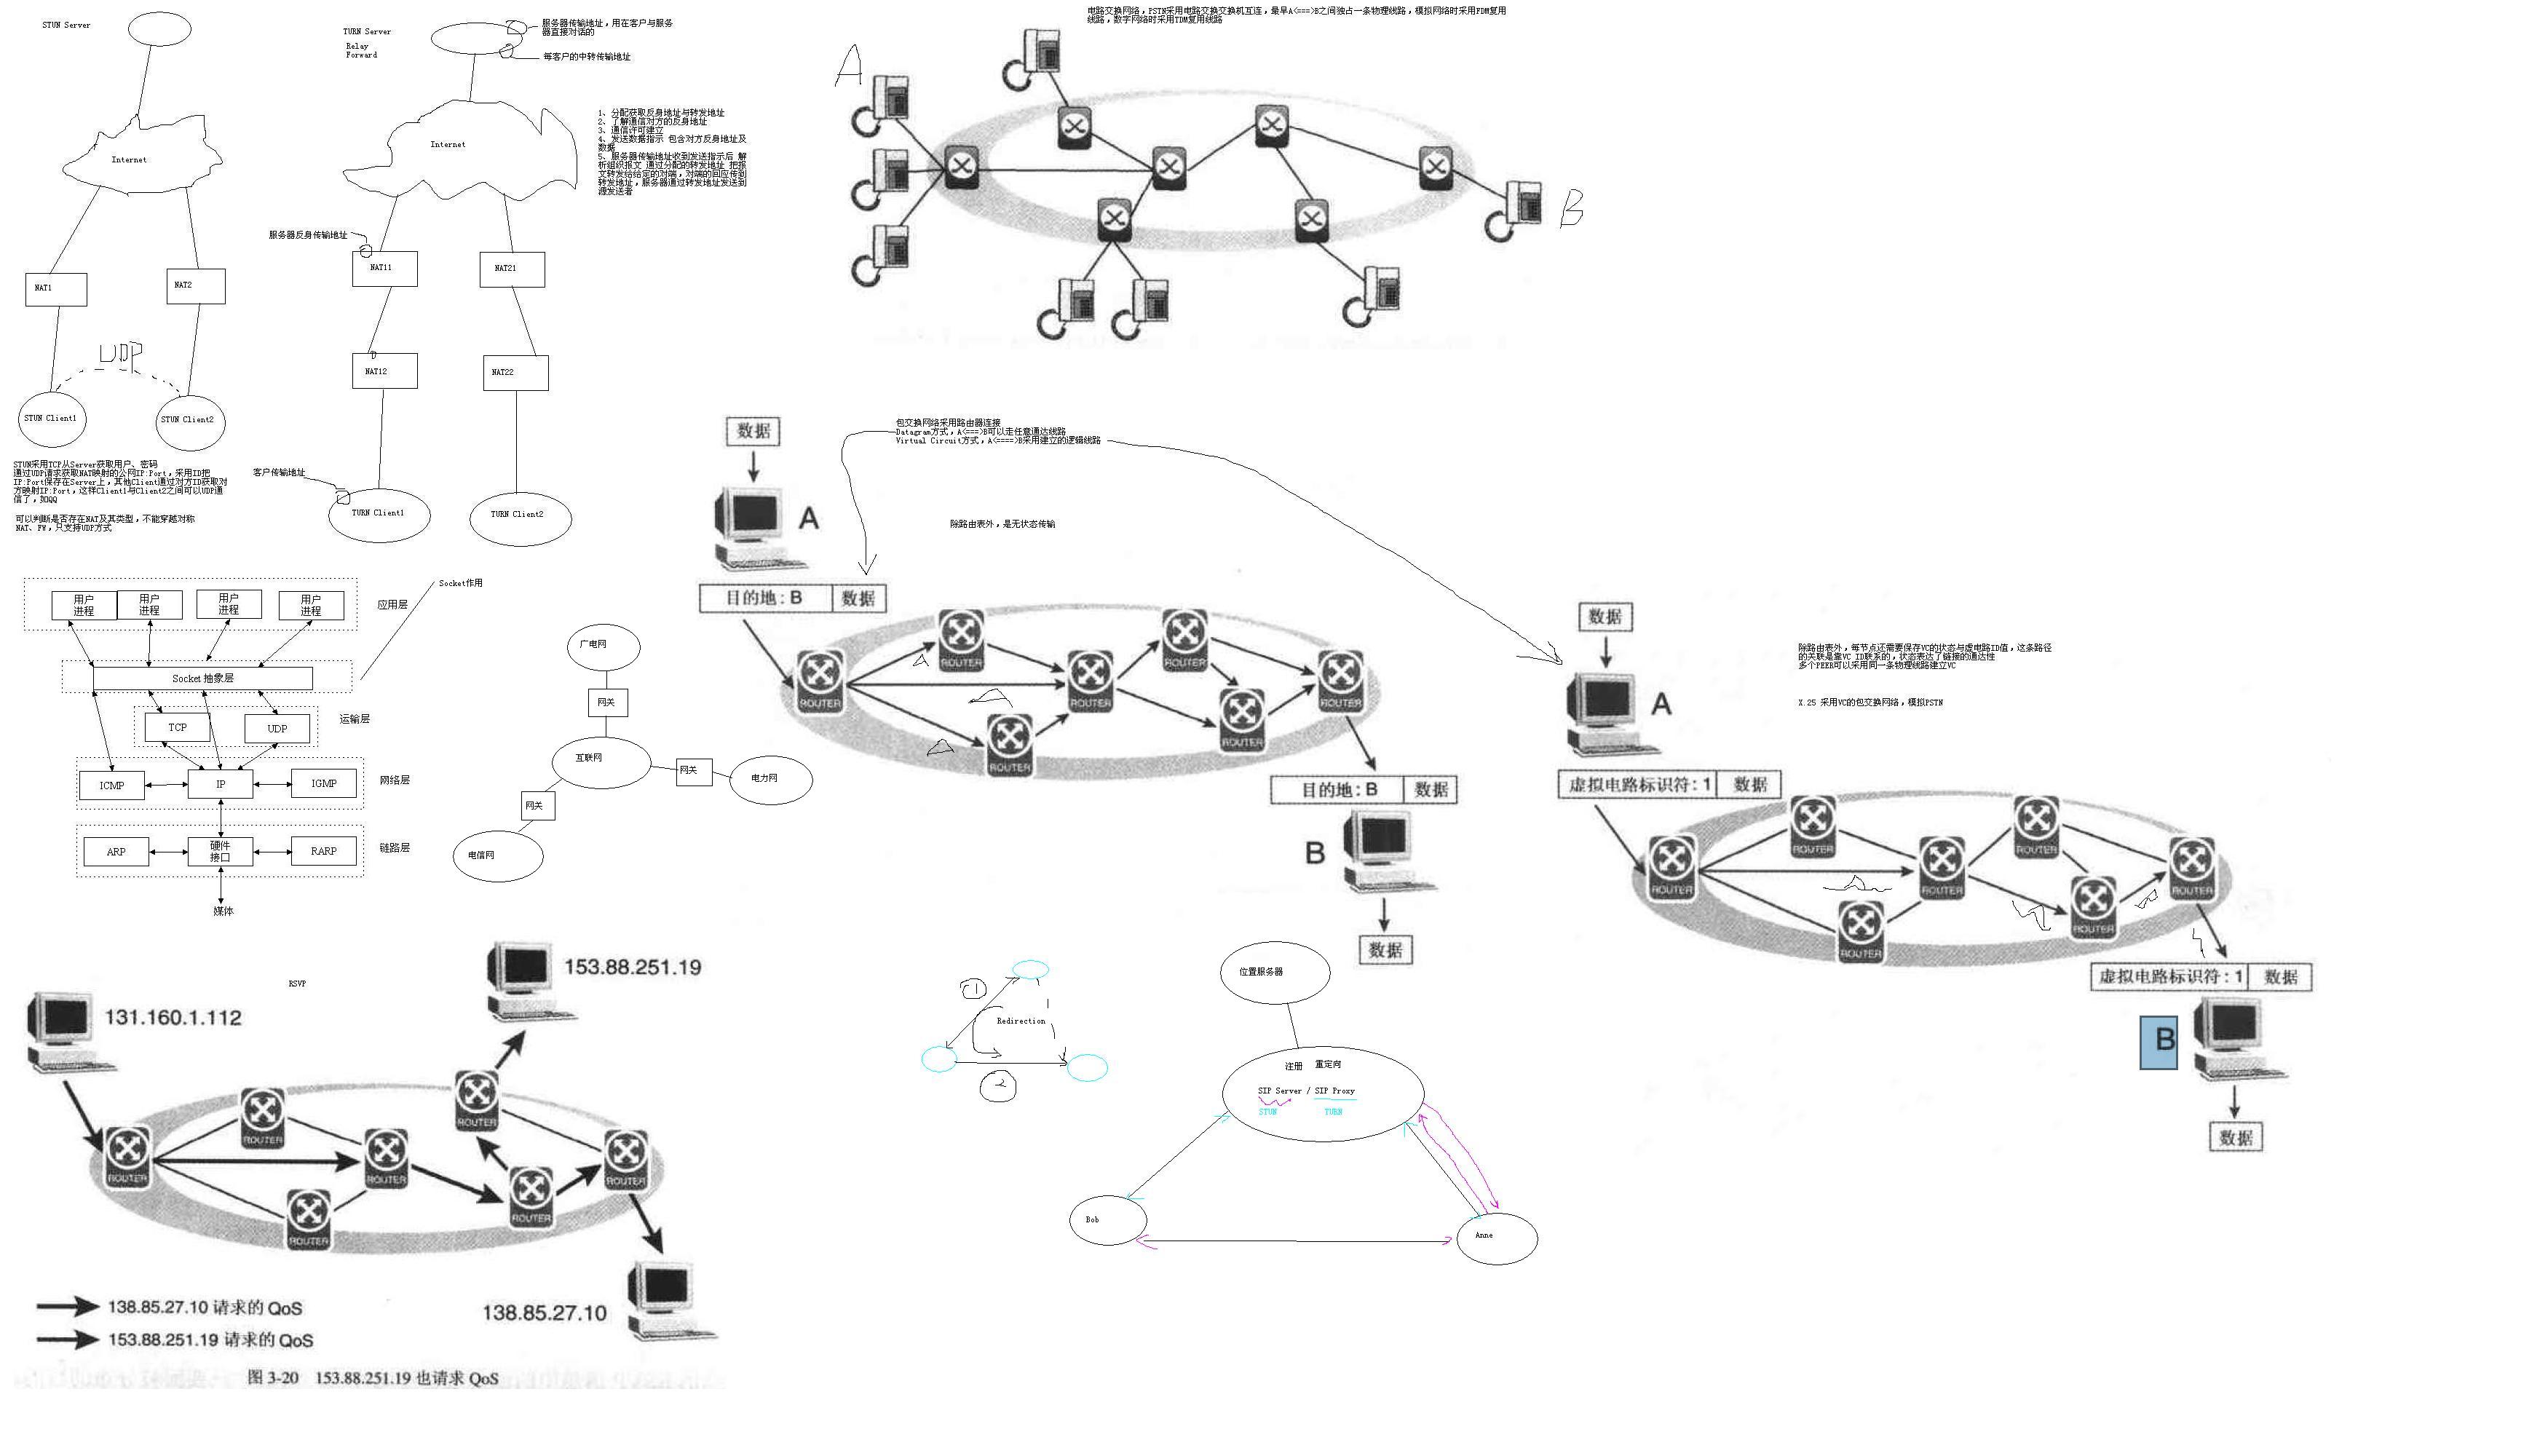 STUN Server
TURN Server
Relay
Forward
服务器传输地址，用在客户与服务
器直接对话的
每客户的中转传输地址
Internet
Internet
1、分配获取反身地址与转发地址
2、了解通信对方的反身地址
3、通信许可建立
4、发送数据指示 包含对方反身地址及
数据
5、服务器传输地址收到发送指示后 解
析组织报文 通过分配的转发地址 把报
文转发给给定的对端，对端的回应传到
转发地址，服务器通过转发地址发送到
源发送者
服务器反身传输地址
NAT1
NAT2
NAT11
NAT21
UDP
NAT12
NAT22
STUN Client1
STUN Client2
客户传输地址
TURN Client1
TURN Client2
STUN采用TCP从Server获取用户、密码
通过UDP请求获取NAT映射的公网IP:Port，采用ID把
IP:Port保存在Server上，其他Client通过对方ID获取对
方映射IP:Port，这样Client1与Client2之间可以UDP通
信了，如QQ
可以判断是否存在NAT及其类型，不能穿越对称
NAT、FW，只支持UDP方式
电路交换网络，PSTN采用电路交换交换机互连，最早A<===>B之间独占一条物理线路，模拟网络时采用FDM复用
线路，数字网络时采用TDM复用线路
A
B
包交换网络采用路由器连接
Datagram方式，A<===>B可以走任意通达线路
Virtual Circuit方式，A<====>B采用建立的逻辑线路
数据
A
除路由表外，是无状态传输
目的地: B
数据
ROUTER
ROUTER
ROUTER
ROUTER
ROUTER
ROUTER
ROUTER
目的地: B
数据
B
数据
数据
A
除路由表外，每节点还需要保存VC的状态与虚电路ID值，这条路径
的关联是靠VC ID联系的，状态表达了链接的通达性
多个PEER可以采用同一条物理线路建立VC
X.25 采用VC的包交换网络，模拟PSTN
虚拟电路标识符: 1
数据
ROUTER
ROUTER
ROUTER
ROUTER
ROUTER
ROUTER
ROUTER
虚拟电路标识符: 1
数据
B
数据
Socket作用
用户
进程
用户
进程
用户
进程
用户
进程
应用层
Socket 抽象层
TCP
UDP
运输层
ICMP
IP
IGMP
网络层
ARP
硬件
接口
RARP
链路层
媒体
广电网
网关
互联网
网关
电力网
网关
电信网
RSVP
131.160.1.112
153.88.251.19
ROUTER
ROUTER
ROUTER
ROUTER
ROUTER
ROUTER
ROUTER
138.85.27.10
138.85.27.10 请求的 QoS
153.88.251.19 请求的 QoS
图 3-20 153.88.251.19 也请求 QoS
1
Redirection
2
位置服务器
注册 重定向
SIP Server / SIP Proxy
STUN
TURN
Bob
Anne